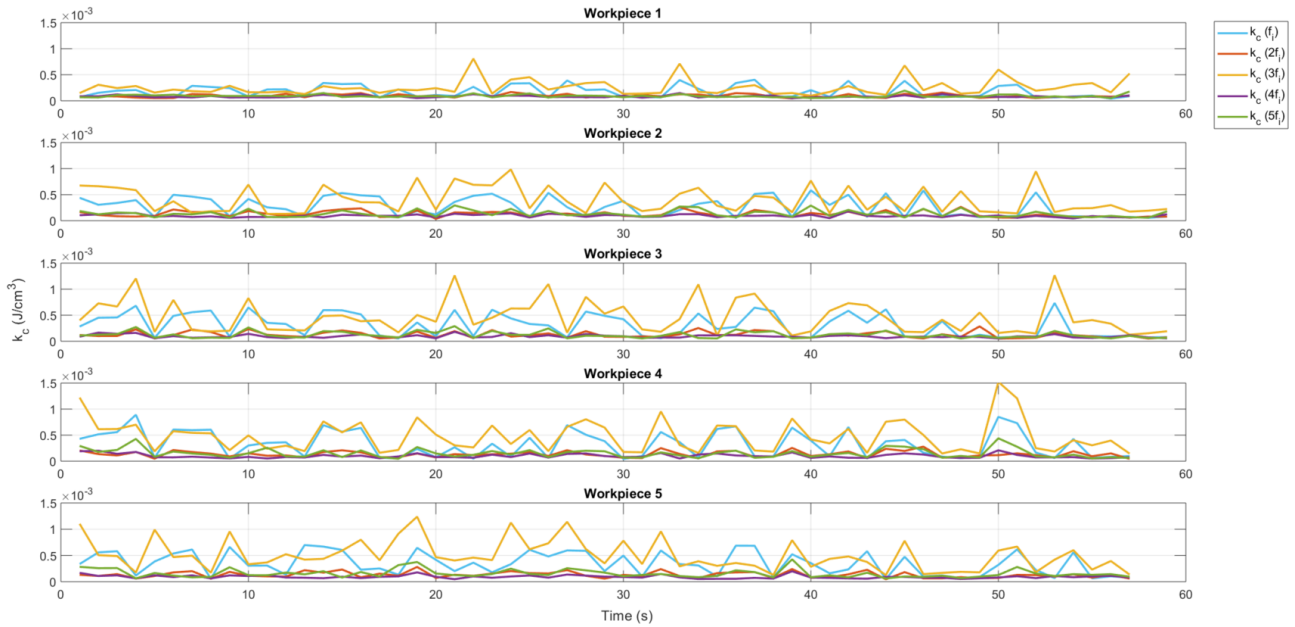 Workpiece 1
×10⁻³
1.5
1
0.5
0
0 10 20 30 40 50 60
k_c (f_i)
k_c (2f_i)
k_c (3f_i)
k_c (4f_i)
k_c (5f_i)
Workpiece 2
×10⁻³
1.5
1
0.5
0
0 10 20 30 40 50 60
Workpiece 3
×10⁻³
1.5
1
0.5
0
0 10 20 30 40 50 60
k_c (J/cm³)
Workpiece 4
×10⁻³
1.5
1
0.5
0
0 10 20 30 40 50 60
Workpiece 5
×10⁻³
1.5
1
0.5
0
0 10 20 30 40 50 60
Time (s)